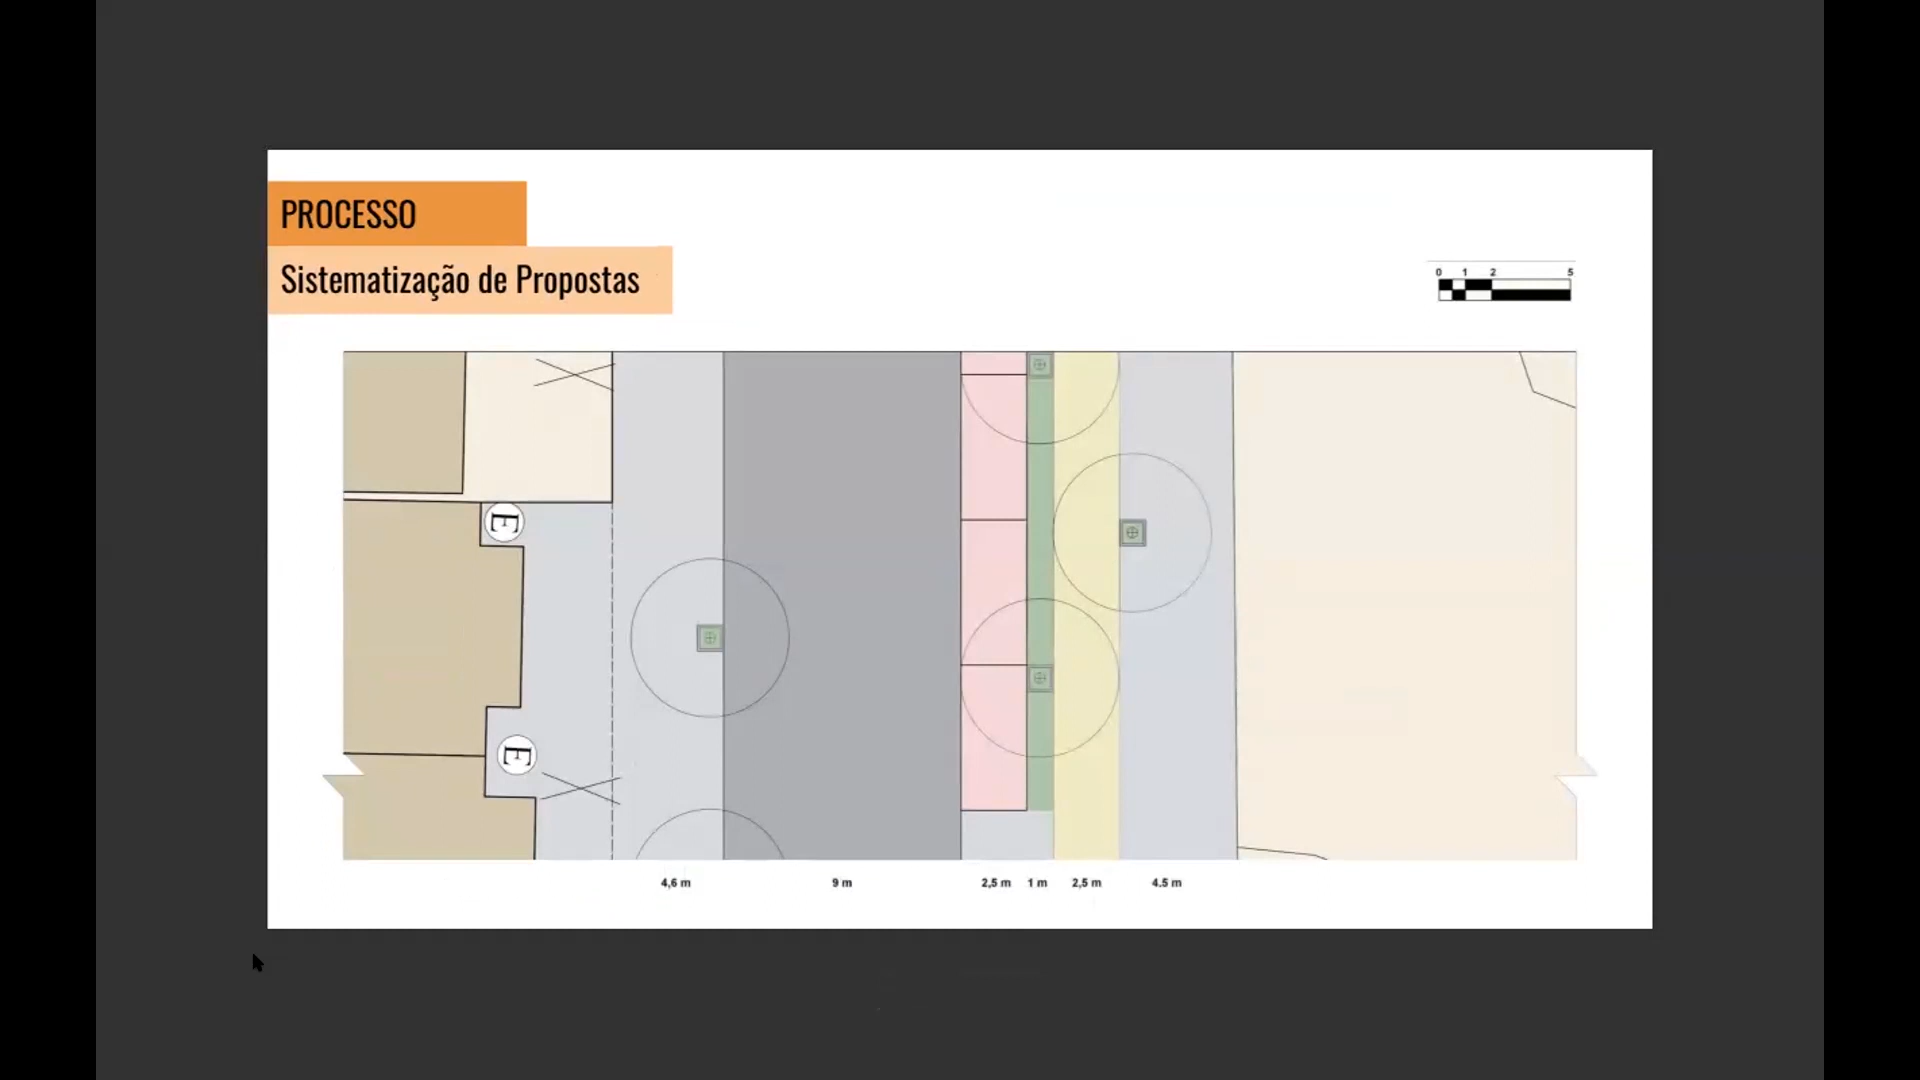 PROCESSO
Sistematização de Propostas
0 1 2 5
E
E
4,6 m 9 m 2,5 m 1 m 2,5 m 4.5 m